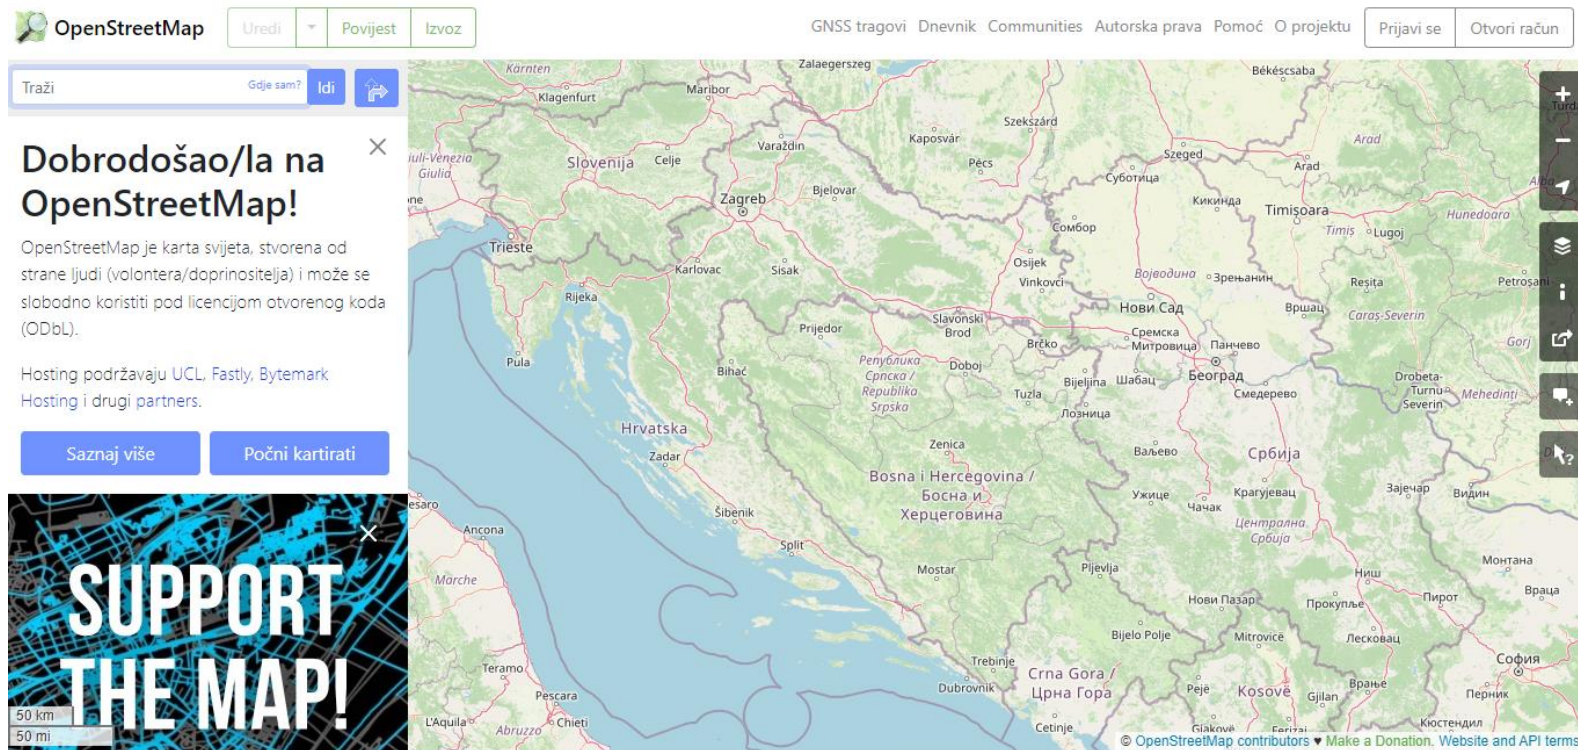 OpenStreetMap
Uredi
Povijest
Izvoz
GNSS tragovi
Dnevnik
Communities
Autorska prava
Pomoć
O projektu
Prijavi se
Otvori račun
Traži
Gdje sam?
Idi
Dobrodošao/la na
OpenStreetMap!
OpenStreetMap je karta svijeta, stvorena od
strane ljudi (volontera/doprinositelja) i može se
slobodno koristiti pod licencijom otvorenog koda
(ODbL).
Hosting podržavaju UCL, Fastly, Bytemark
Hosting i drugi partners.
Saznaj više
Počni kartirati
SUPPORT
THE MAP!
50 km
50 mi
Kärnten
Klagenfurt
Maribor
Zalaegerszeg
Békéscsaba
Szekszárd
Kaposvár
Pécs
Varaždin
Slovenija
Celje
Giulia
Szeged
Суботица
Arad
Arad
Zagreb
Bjelovar
Кикинда
Timișoara
Hunedoara
Сомбор
Timiș
Lugoj
Trieste
Karlovac
Sisak
Osijek
Vinkovci
Војводина
Зрењанин
Reșița
Rijeka
Нови Сад
Вршац
Caraș-Severin
Prijedor
Slavonski
Brod
Brčko
Сремска
Митровица
Панчево
Gorj
Pula
Bihać
Република
Српска /
Republika
Srpska
Doboj
Tuzla
Bijeljina
Шабац
Београд
Смедерево
Drobeta-
Turnu
Severin
Mehedinți
Лозница
Hrvatska
Zadar
Zenica
Ваљево
Србија
Bosna i Hercegovina /
Босна и
Херцеговина
Ужице
Чачак
Крагујевац
Зајечар
Видин
Централна
Србија
Šibenik
Ancona
Split
Marche
Mostar
Pljevlja
Ниш
Монтана
Нови Пазар
Прокупље
Пирот
Враца
Bijelo Polje
Mitrovicë
Лесковац
Teramo
Trebinje
Dubrovnik
Crna Gora /
Црна Гора
Pejë
Kosovë
Gjilan
Врање
София
Перник
Pescara
Chieti
L'Aquila
Abruzzo
Cetinje
Gjakovë
Ferizaj
Кюстендил
© OpenStreetMap contributors ♥ Make a Donation. Website and API terms